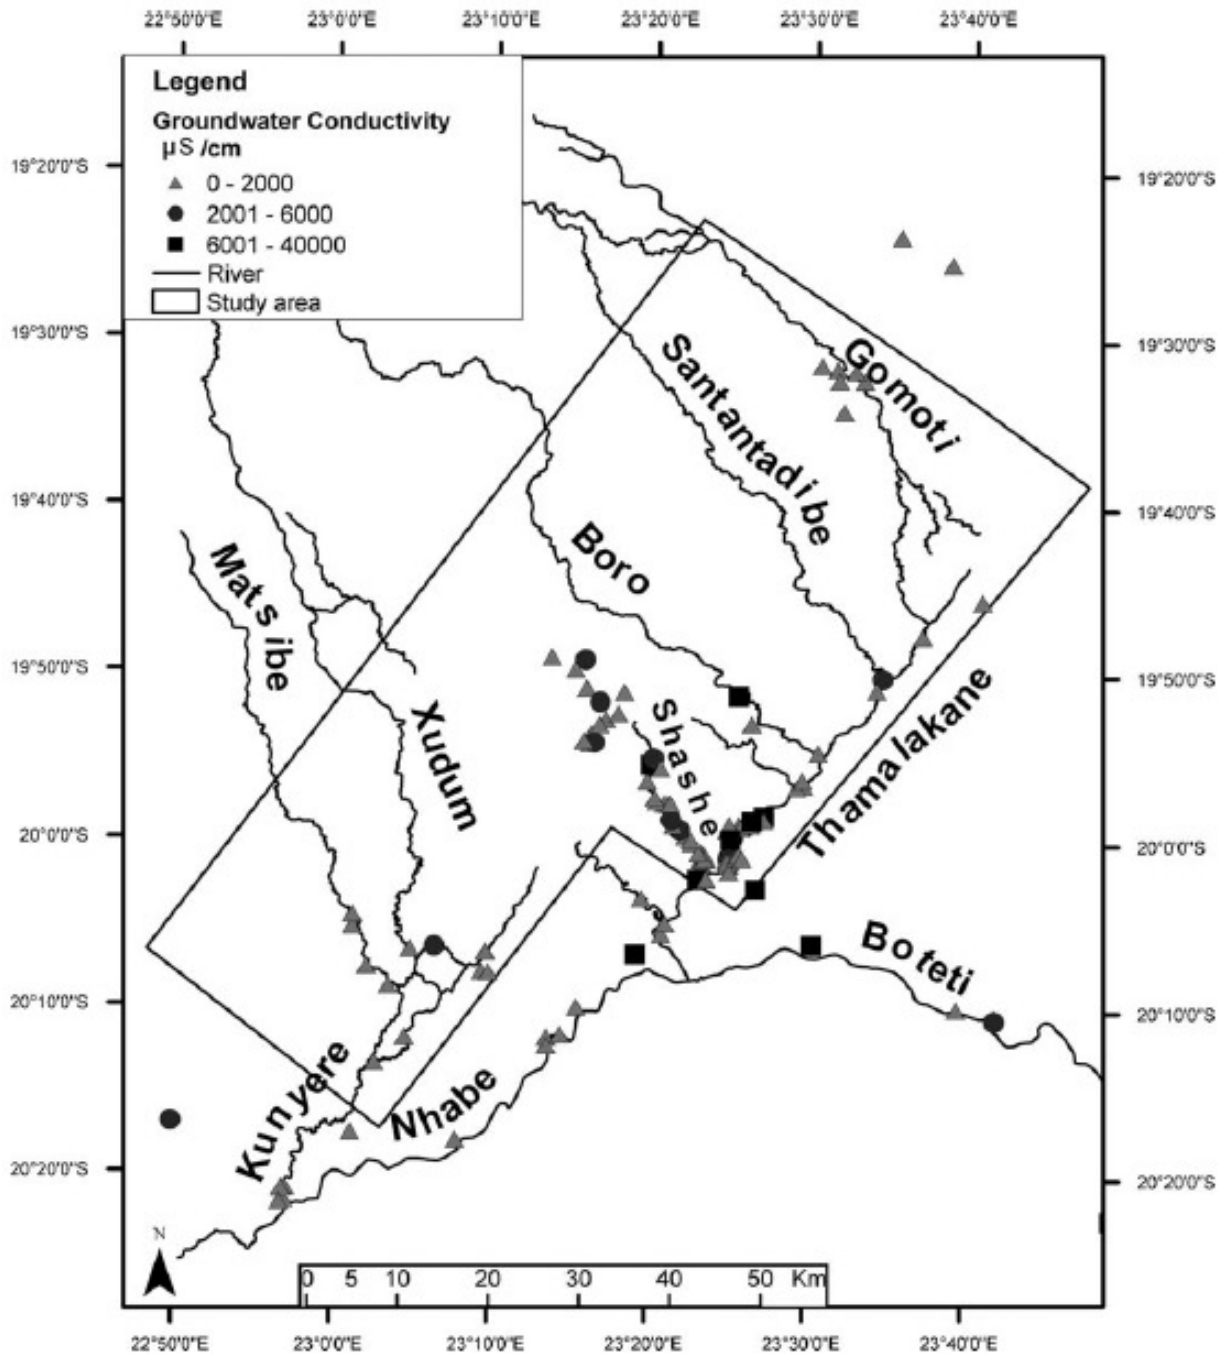 22°50'0"E 23°0'0"E 23°10'0"E 23°20'0"E 23°30'0"E 23°40'0"E
Legend
Groundwater Conductivity
µS /cm
0 - 2000
2001 - 6000
6001 - 40000
River
Study area
19°20'0"S 19°20'0"S
19°30'0"S 19°30'0"S
Gomoti
Santantadibe
19°40'0"S 19°40'0"S
Boro
Matsibe
19°50'0"S 19°50'0"S
Xudum
Shashe
Thamalakane
20°0'0"S 20°0'0"S
Boteti
20°10'0"S 20°10'0"S
Kunyere
Nhabe
20°20'0"S 20°20'0"S
N
0 5 10 20 30 40 50 Km
22°50'0"E 23°0'0"E 23°10'0"E 23°20'0"E 23°30'0"E 23°40'0"E